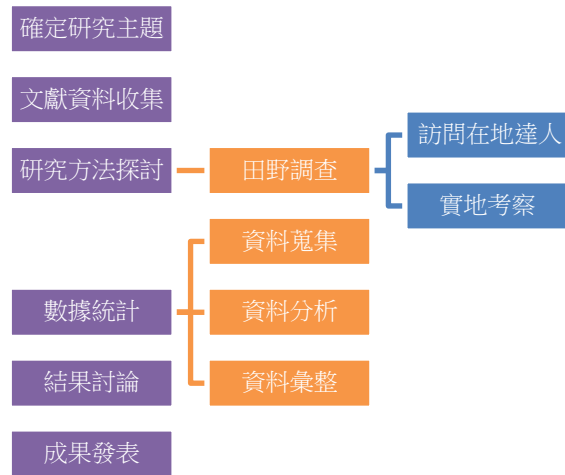 確定研究主題
文獻資料收集
研究方法探討
田野調查
訪問在地達人
實地考察
數據統計
資料蒐集
資料分析
資料彙整
結果討論
成果發表